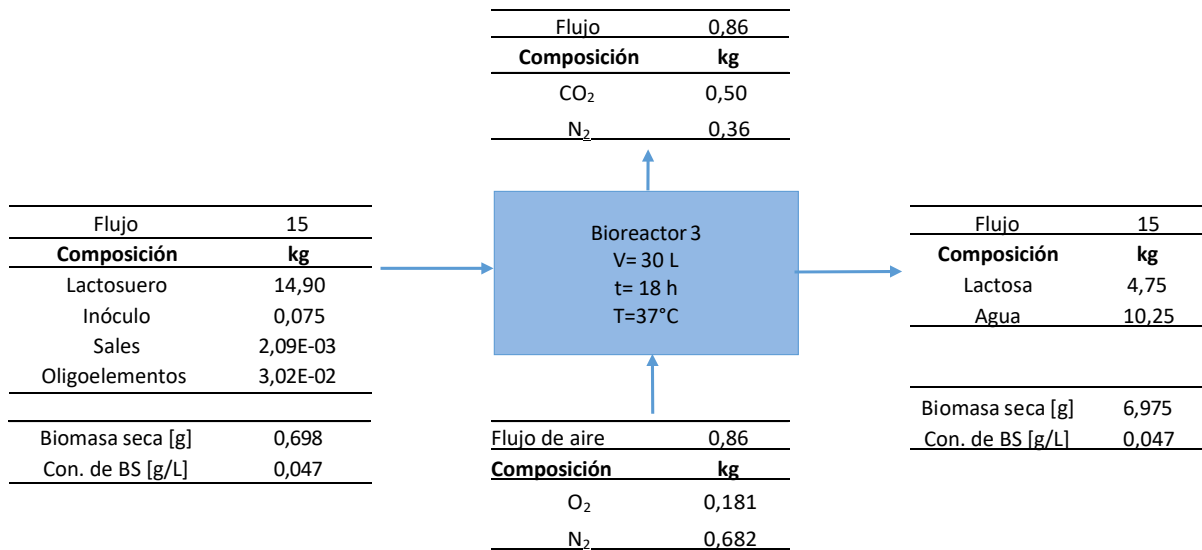 Flujo 0,86
Composición kg
CO₂ 0,50
N₂ 0,36
Flujo 15
Composición kg
Lactosuero 14,90
Inóculo 0,075
Sales 2,09E-03
Oligoelementos 3,02E-02
Biomasa seca [g] 0,698
Con. de BS [g/L] 0,047
Bioreactor 3
V= 30 L
t= 18 h
T=37°C
Flujo 15
Composición kg
Lactosa 4,75
Agua 10,25
Biomasa seca [g] 6,975
Con. de BS [g/L] 0,047
Flujo de aire 0,86
Composición kg
O₂ 0,181
N₂ 0,682